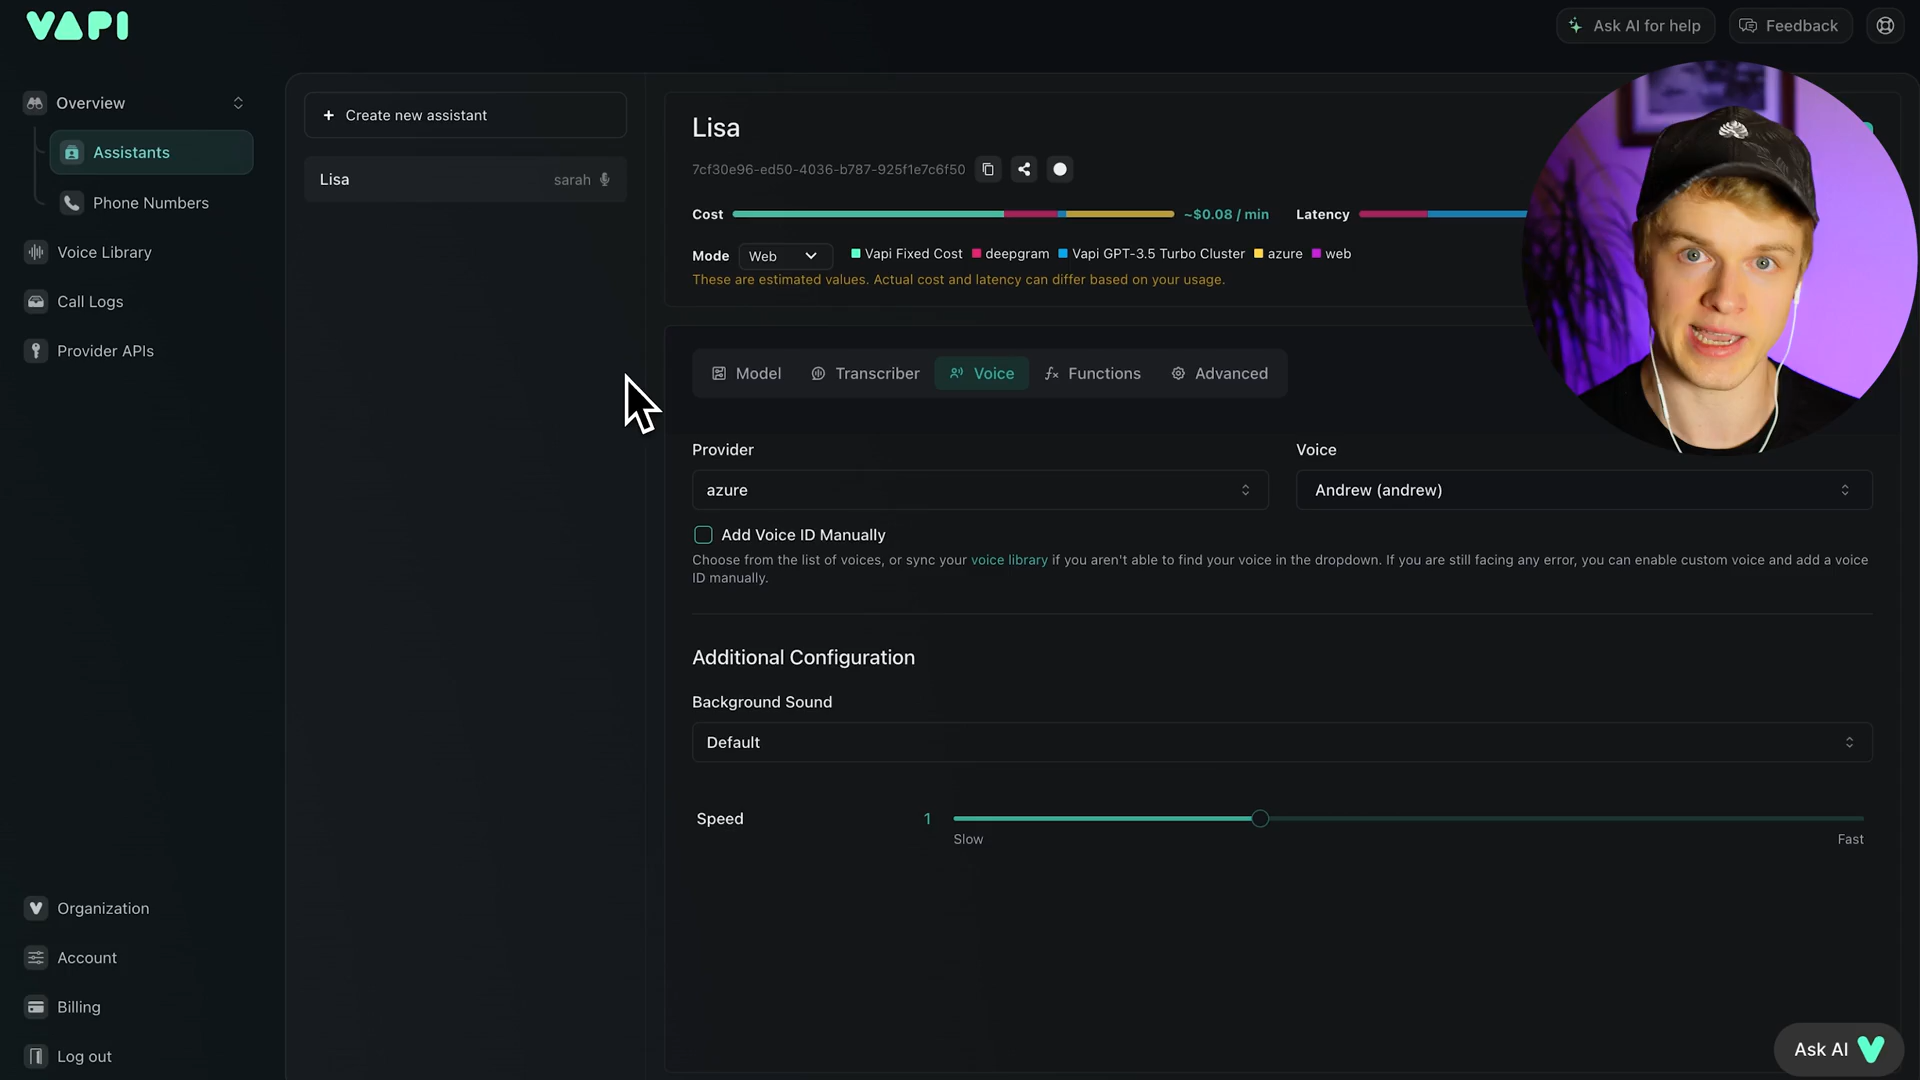 VAPI
Ask AI for help
Feedback
Overview
Assistants
Phone Numbers
Voice Library
Call Logs
Provider APIs
Organization
Account
Billing
Log out
Create new assistant
Lisa
sarah
Lisa
7cf30e96-ed50-4036-b787-925f1e7c6f50
Cost
~$0.08 / min
Latency
Mode
Web
Vapi Fixed Cost
deepgram
Vapi GPT-3.5 Turbo Cluster
azure
web
These are estimated values. Actual cost and latency can differ based on your usage.
Model
Transcriber
Voice
Functions
Advanced
Provider
Voice
azure
Andrew (andrew)
Add Voice ID Manually
Choose from the list of voices, or sync your voice library if you aren't able to find your voice in the dropdown. If you are still facing any error, you can enable custom voice and add a voice
ID manually.
Additional Configuration
Background Sound
Default
Speed
1
Slow
Fast
Ask AI